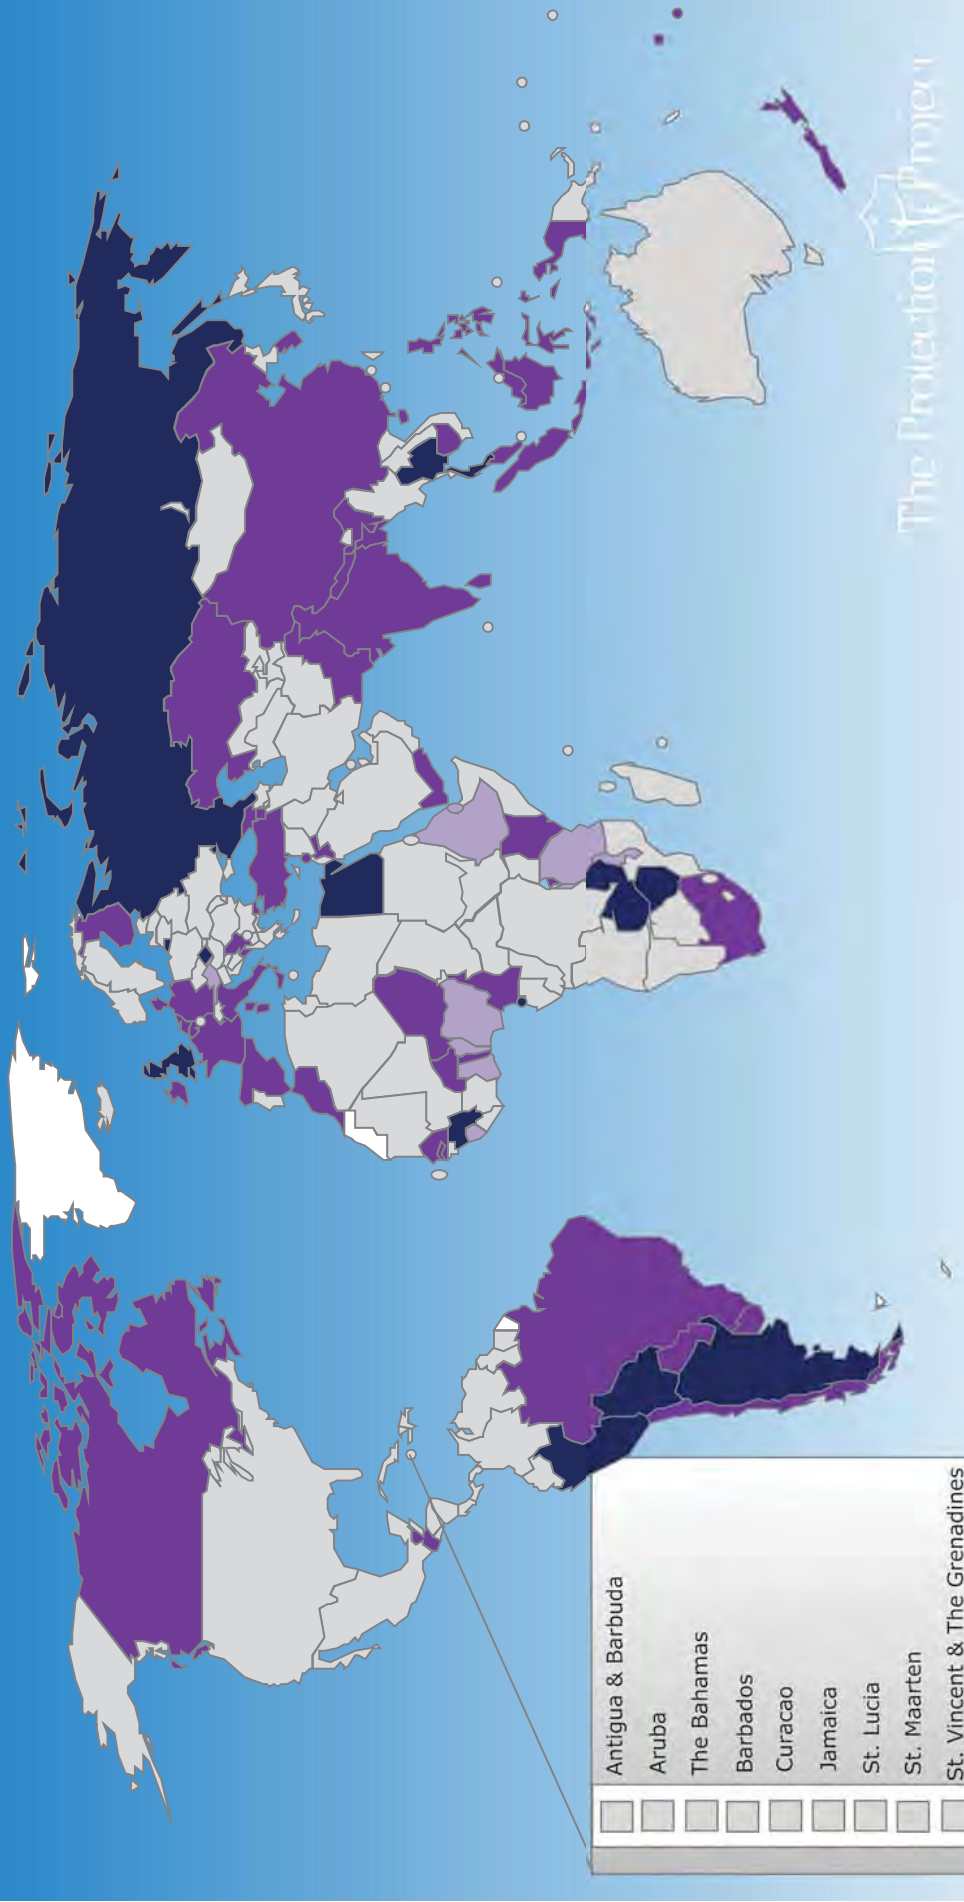 The Protection Project
Antigua & Barbuda
Aruba
The Bahamas
Barbados
Curacao
Jamaica
St. Lucia
St. Maarten
St. Vincent & The Grenadines